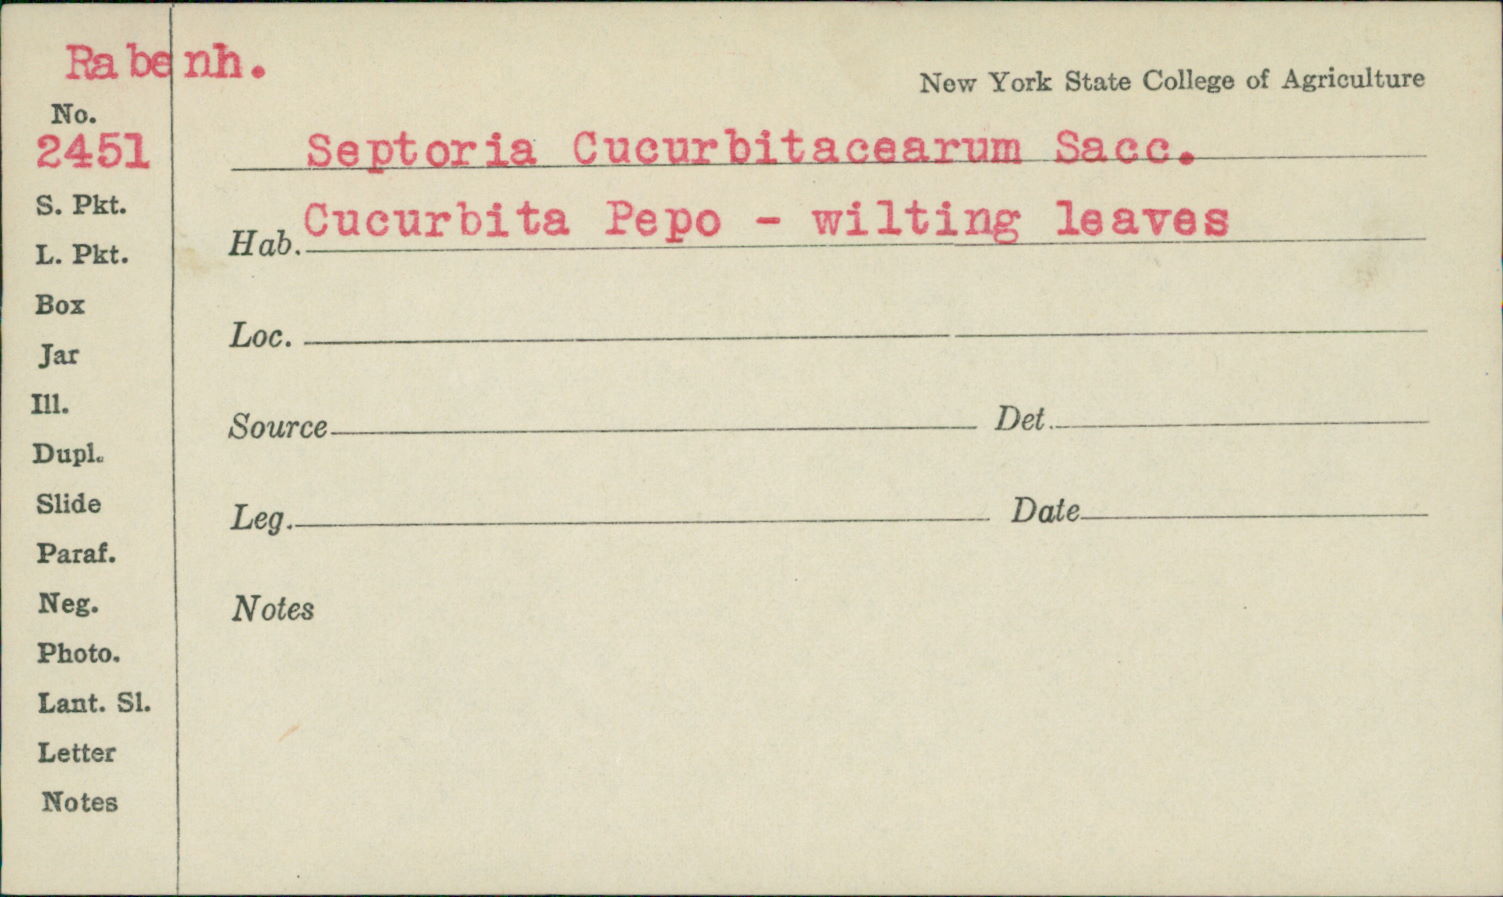 Rabenh.
New York State College of Agriculture
No.
2451
Septoria Cucurbitacearum Sacc.
S. Pkt.
Hab. Cucurbita Pepo - wilting leaves
L. Pkt.
Box
Loc.
Jar
Ill.
Source Det.
Dupl.
Slide
Leg. Date
Paraf.
Neg.
Notes
Photo.
Lant. Sl.
Letter
Notes